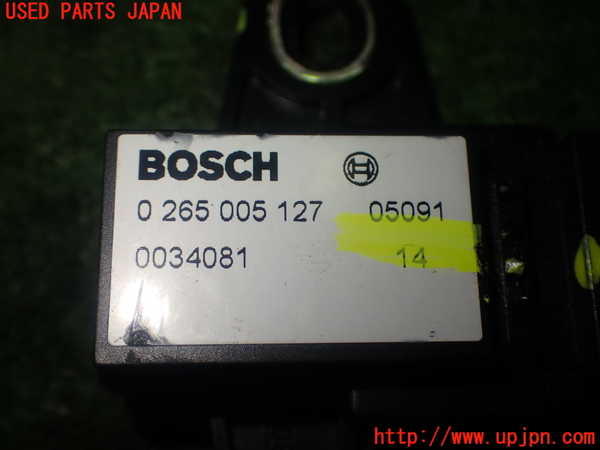 USED PARTS JAPAN
BOSCH
0 265 005 127 05091
0034081 14
http://www.upjpn.com/